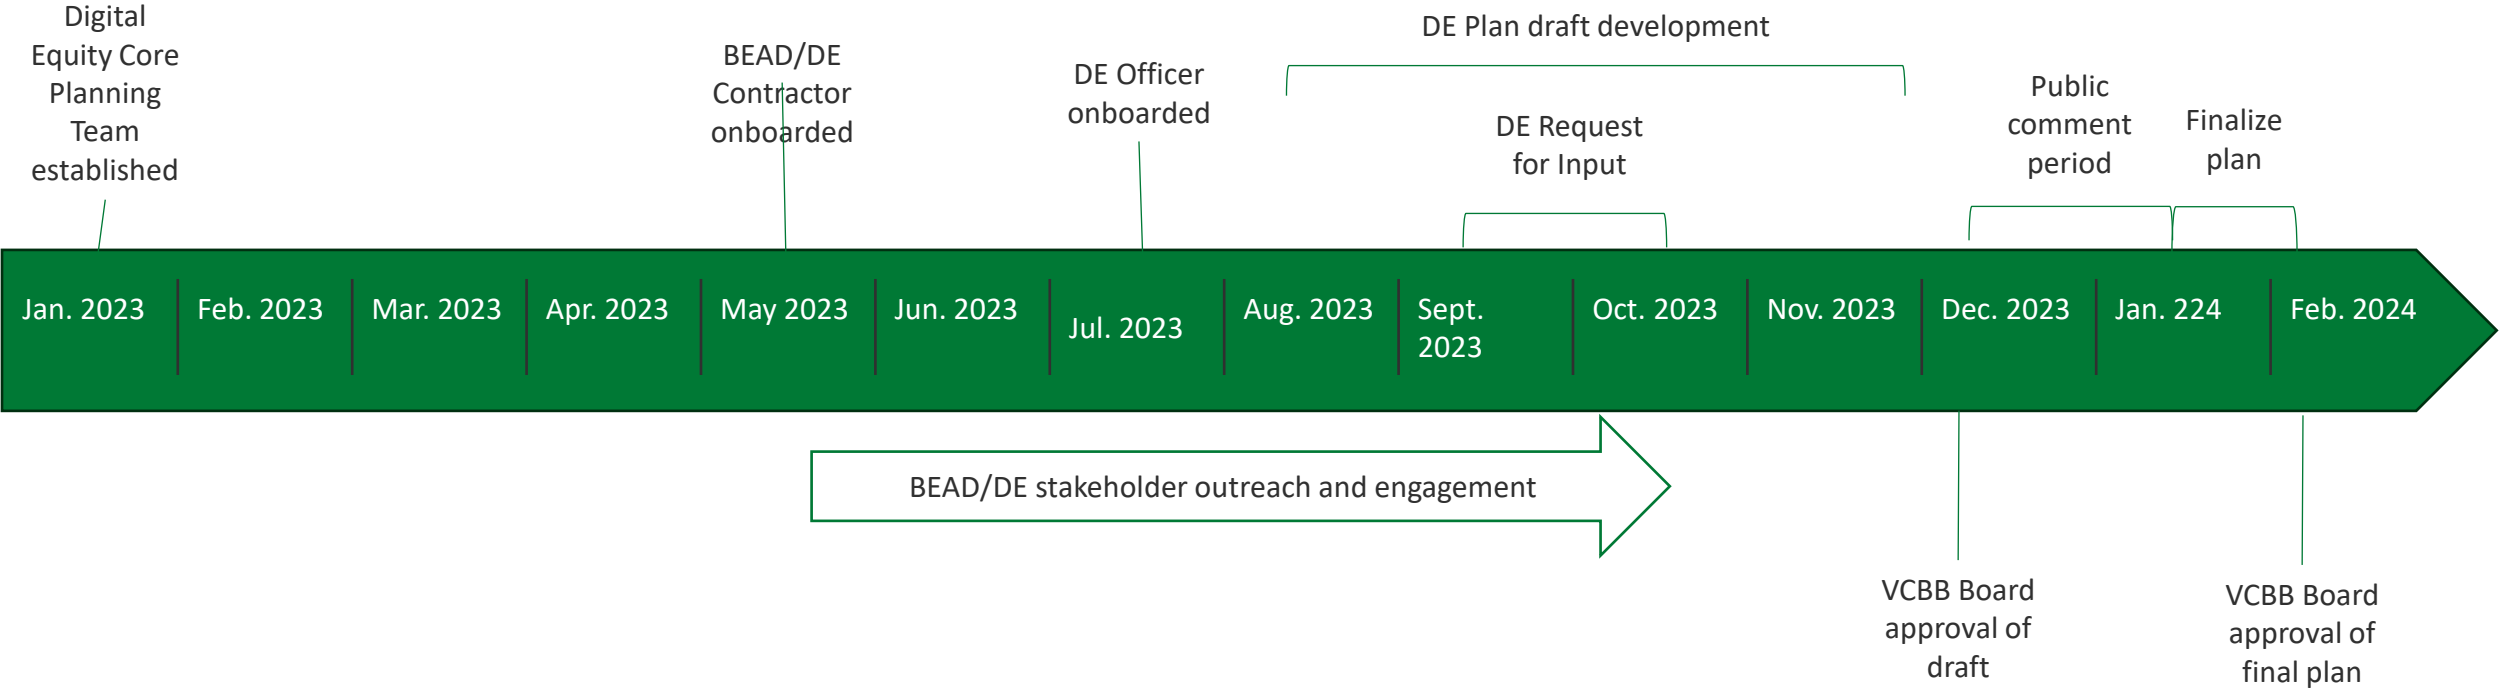 Digital
Equity Core
Planning
Team
established
BEAD/DE
Contractor
onboarded
DE Officer
onboarded
DE Plan draft development
DE Request
for Input
Public
comment
period
Finalize
plan
Jan. 2023
Feb. 2023
Mar. 2023
Apr. 2023
May 2023
Jun. 2023
Jul. 2023
Aug. 2023
Sept.
2023
Oct. 2023
Nov. 2023
Dec. 2023
Jan. 224
Feb. 2024
BEAD/DE stakeholder outreach and engagement
VCBB Board
approval of
draft
VCBB Board
approval of
final plan